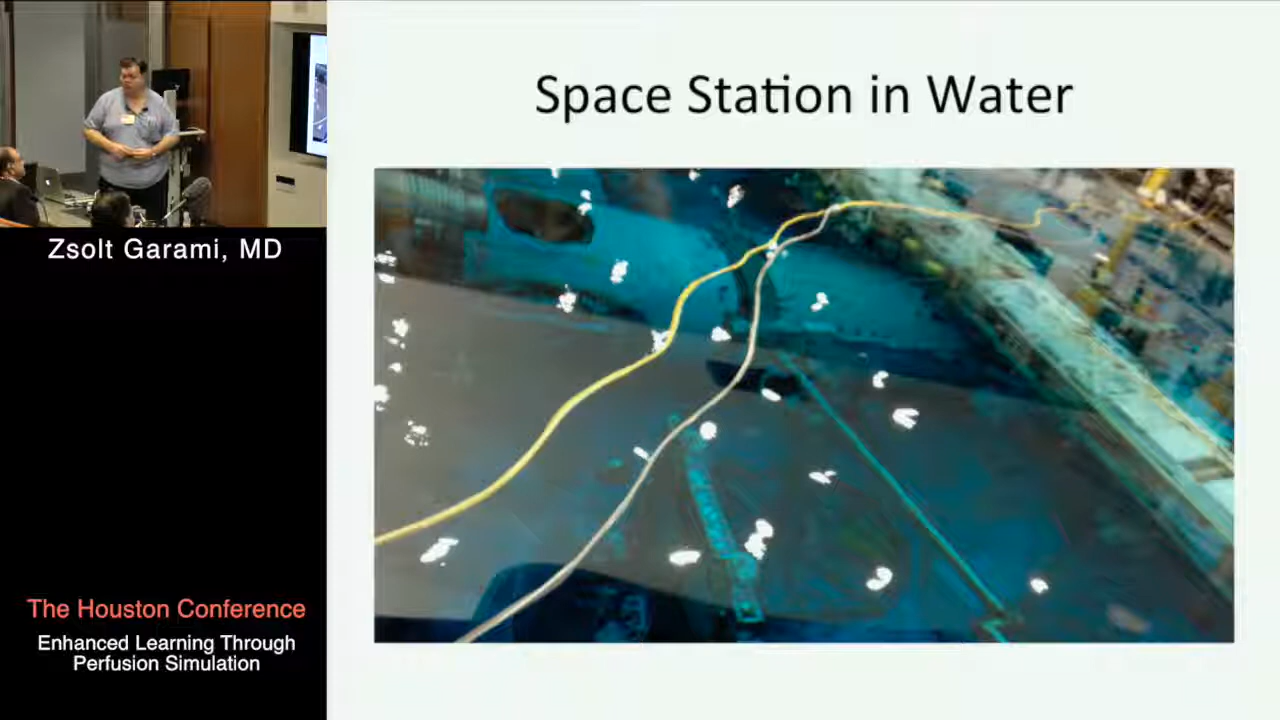 Space Station in Water
Zsolt Garami, MD
The Houston Conference
Enhanced Learning Through
Perfusion Simulation